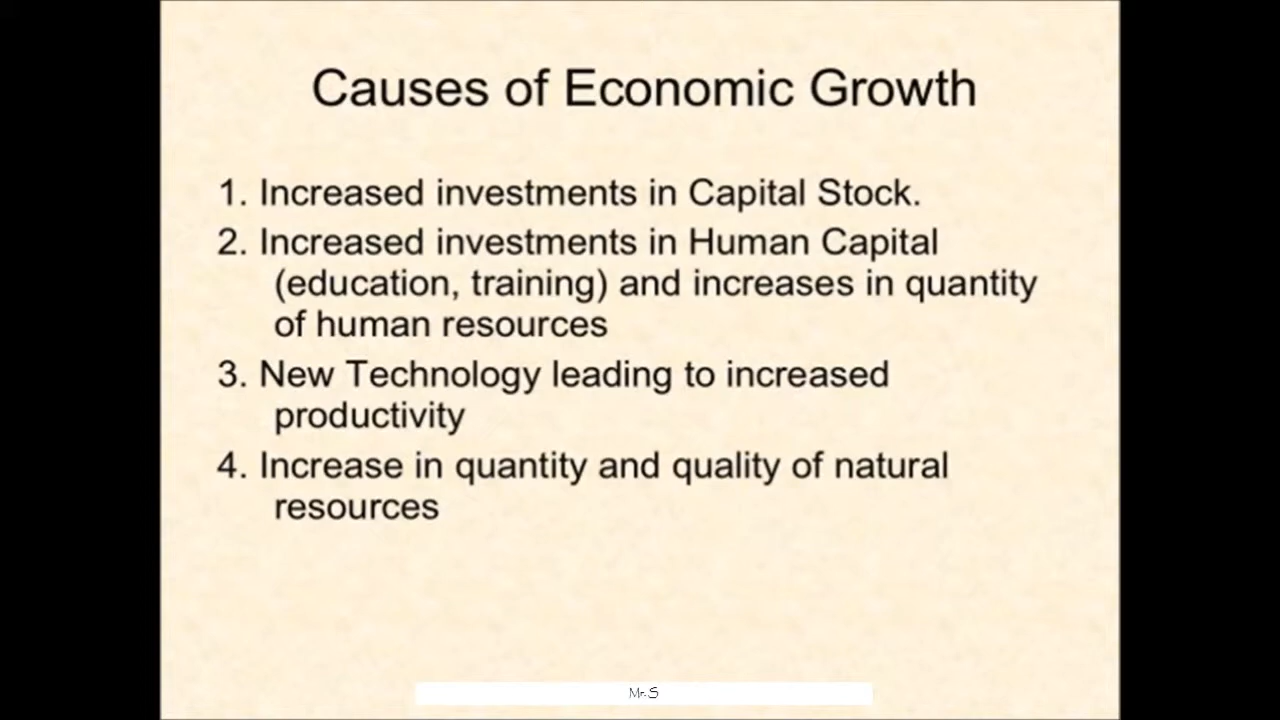 Causes of Economic Growth
1. Increased investments in Capital Stock.
2. Increased investments in Human Capital
(education, training) and increases in quantity
of human resources
3. New Technology leading to increased
productivity
4. Increase in quantity and quality of natural
resources
Mr. S